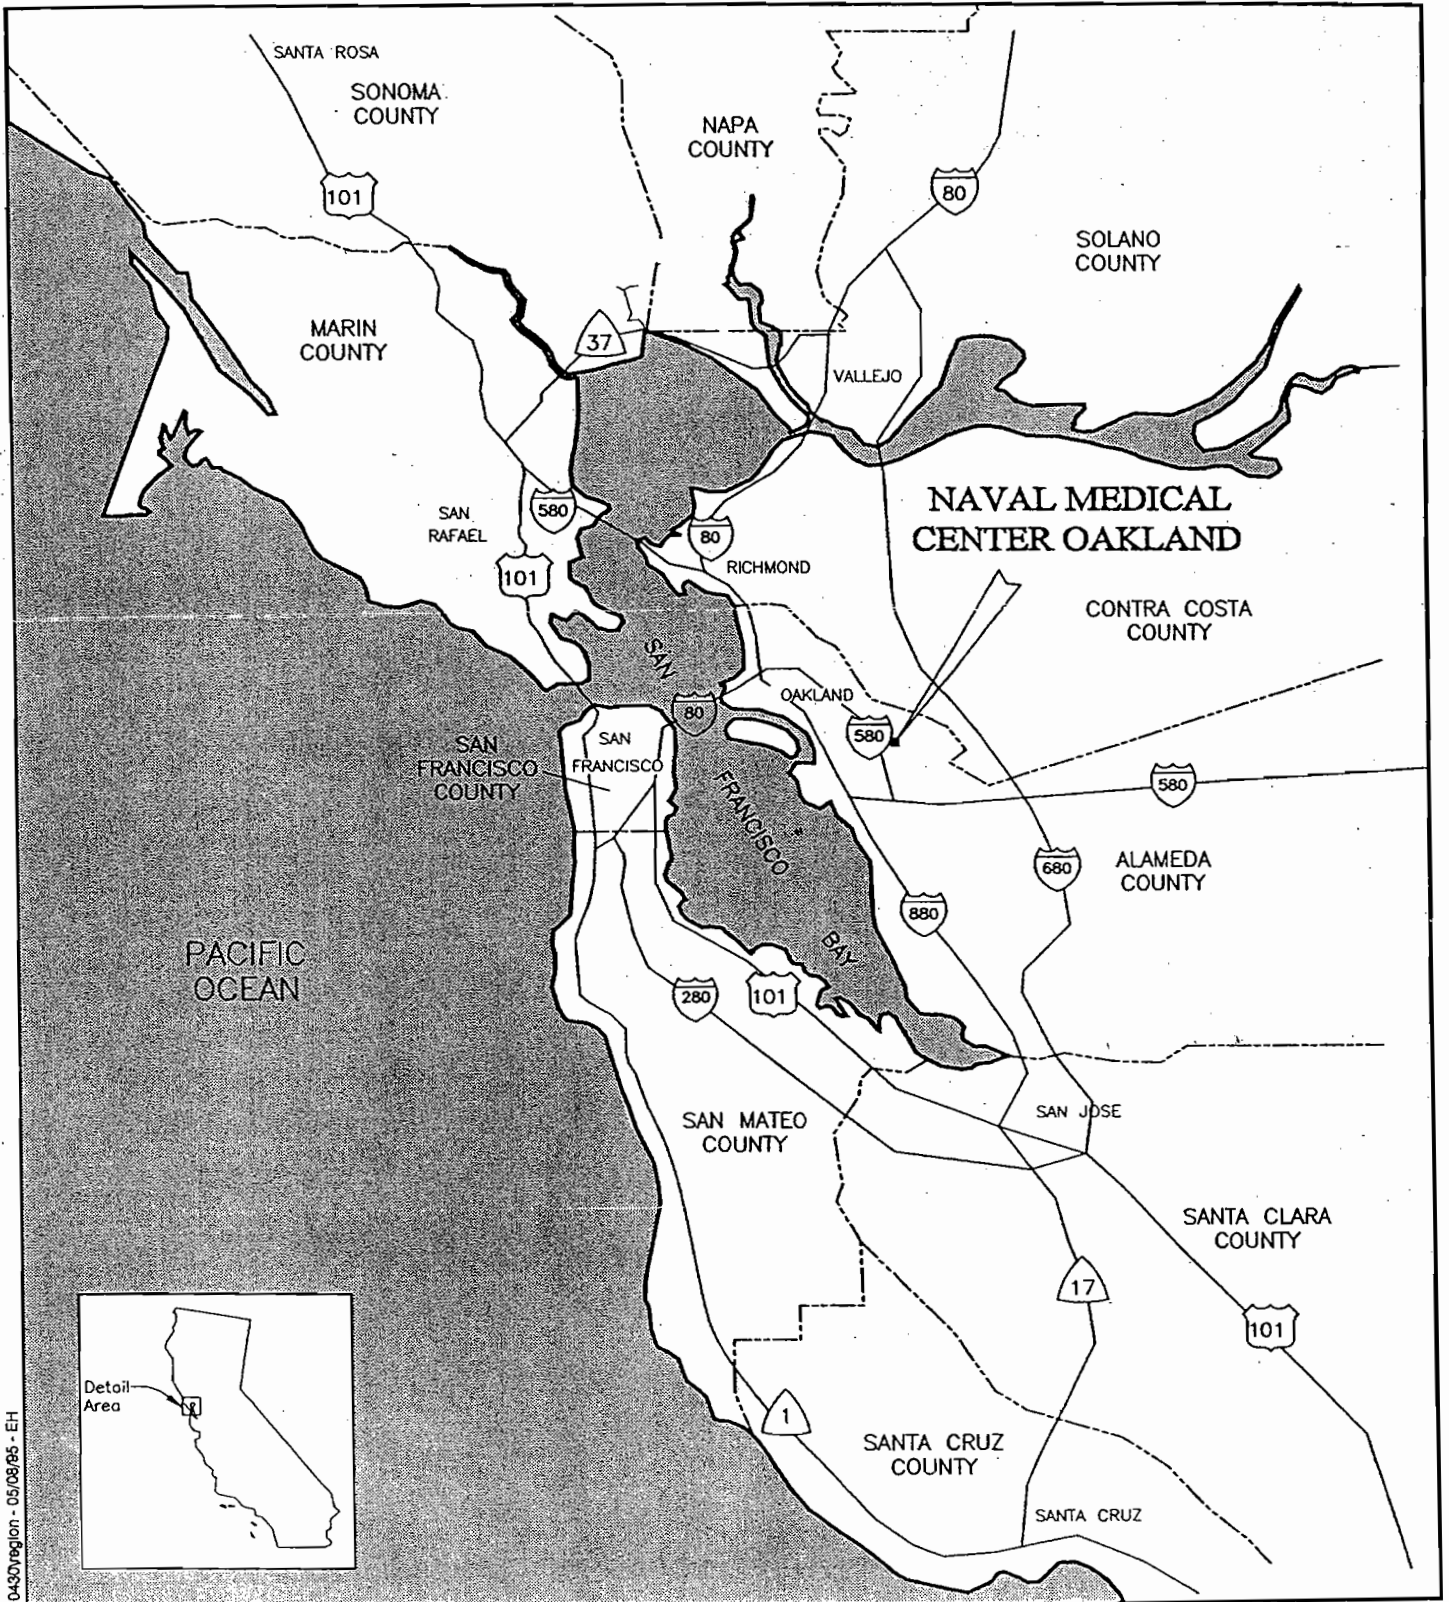 SANTA ROSA
SONOMA
COUNTY
NAPA
COUNTY
101
80
SOLANO
COUNTY
MARIN
COUNTY
37
VALLEJO
NAVAL MEDICAL
CENTER OAKLAND
SAN
RAFAEL
580
80
RICHMOND
101
CONTRA COSTA
COUNTY
SAN
FRANCISCO
BAY
OAKLAND
80
580
SAN
FRANCISCO
COUNTY
SAN
FRANCISCO
580
680
ALAMEDA
COUNTY
880
PACIFIC
OCEAN
280
101
SAN JOSE
SAN MATEO
COUNTY
SANTA CLARA
COUNTY
17
101
Detail
Area
1
SANTA CRUZ
COUNTY
SANTA CRUZ
0430\region - 05/08/95 - EH